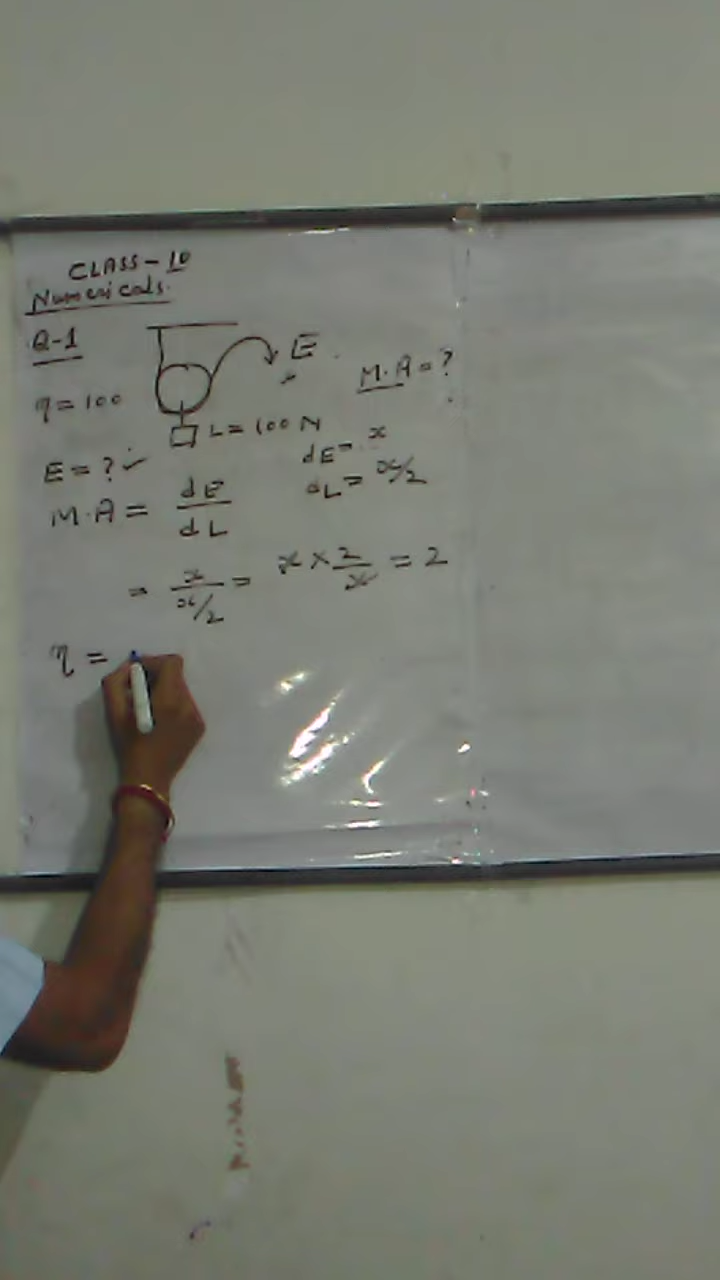 CLASS-10
Numericals.
Q-1
E
M.A = ?
η = 100
L = 100 N
E = ? ✓
dE = x
dL = x/2
M.A = dE/dL
= x/(x/2) = x × 2/x = 2
η =